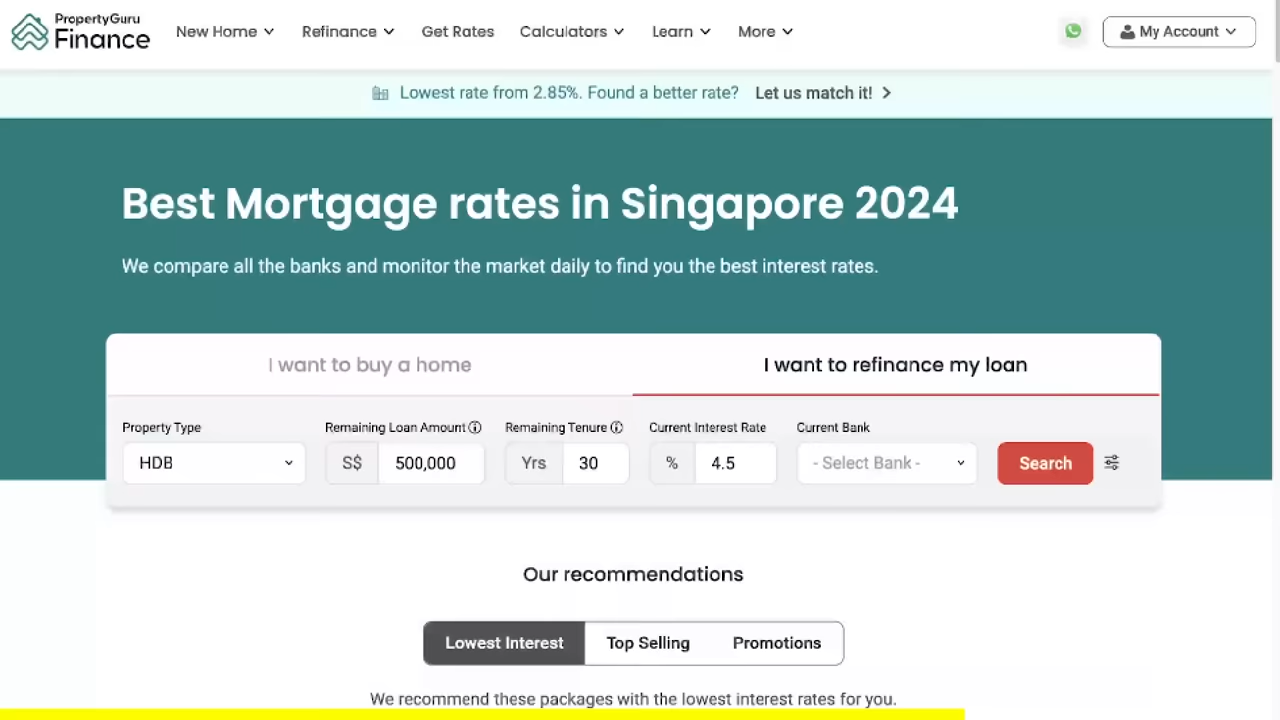 PropertyGuru
Finance
New Home Refinance Get Rates Calculators Learn More My Account
Lowest rate from 2.85%. Found a better rate? Let us match it!
Best Mortgage rates in Singapore 2024
We compare all the banks and monitor the market daily to find you the best interest rates.
I want to buy a home I want to refinance my loan
Property Type Remaining Loan Amount Remaining Tenure Current Interest Rate Current Bank
HDB S$ 500,000 Yrs 30 % 4.5 - Select Bank - Search
Our recommendations
Lowest Interest Top Selling Promotions
We recommend these packages with the lowest interest rates for you.